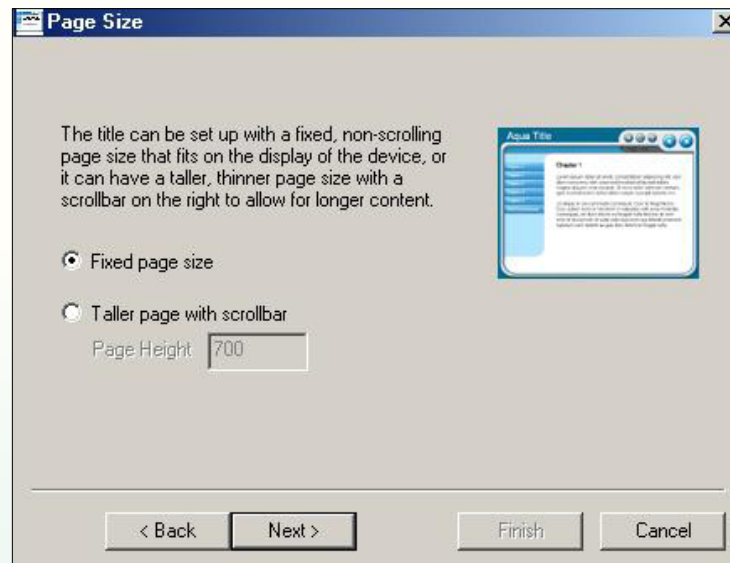 Page Size
The title can be set up with a fixed, non-scrolling
page size that fits on the display of the device, or
it can have a taller, thinner page size with a
scrollbar on the right to allow for longer content.
Aqua Title
Chapter 1
Fixed page size
Taller page with scrollbar
Page Height 700
< Back Next > Finish Cancel